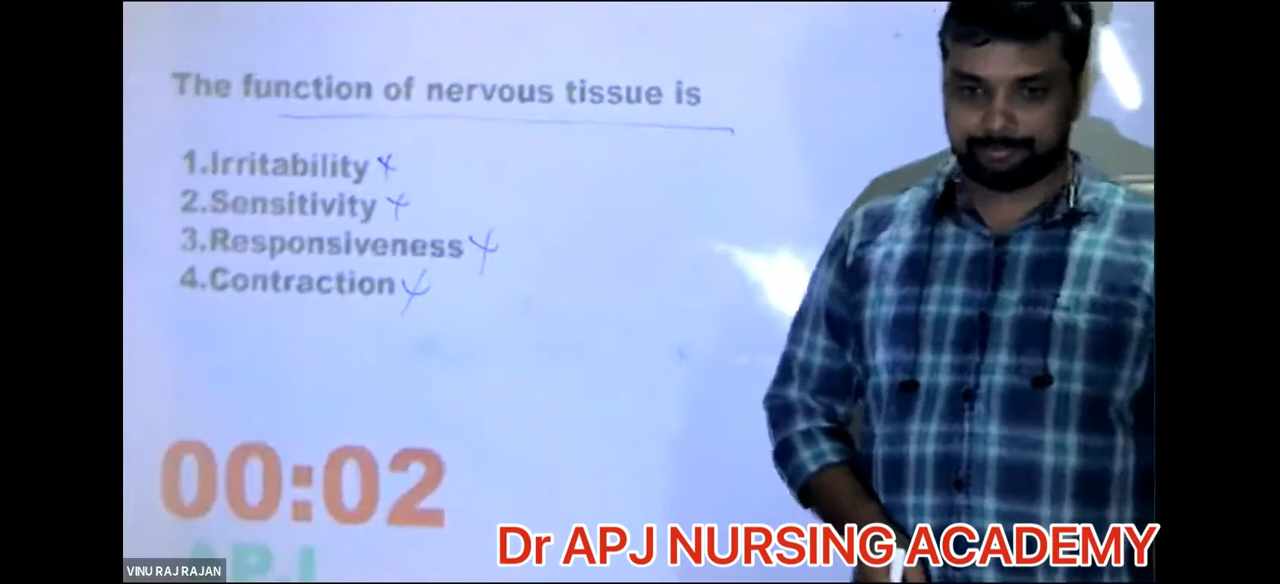 The function of nervous tissue is
1.Irritability
2.Sensitivity
3.Responsiveness
4.Contraction
00:02
APJ
Dr APJ NURSING ACADEMY
VINU RAJ RAJAN